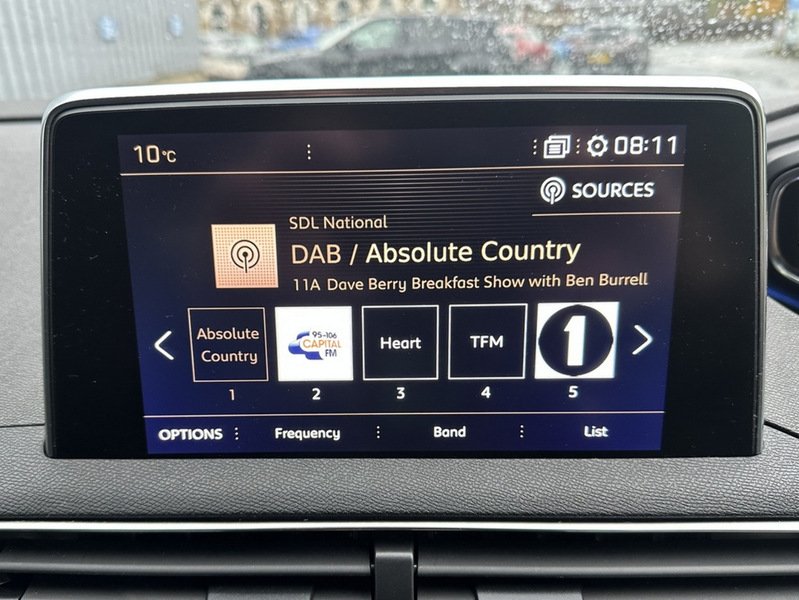 10°C
08:11
SOURCES
SDL National
DAB / Absolute Country
11A Dave Berry Breakfast Show with Ben Burrell
Absolute
Country
95-106
CAPITAL
FM
Heart
TFM
1
1
2
3
4
5
OPTIONS
Frequency
Band
List